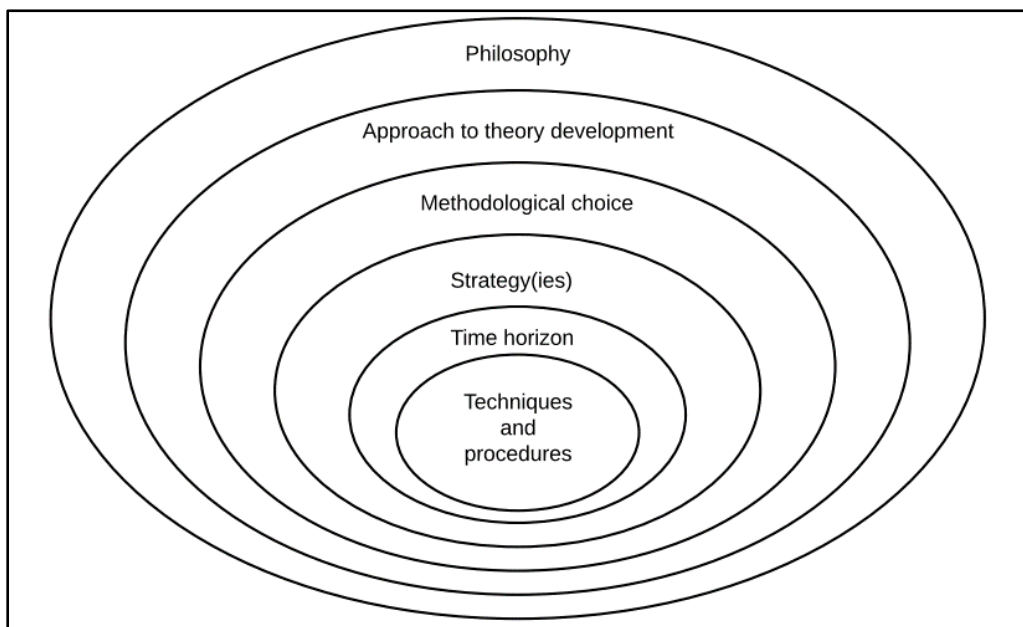 Philosophy
Approach to theory development
Methodological choice
Strategy(ies)
Time horizon
Techniques
and
procedures